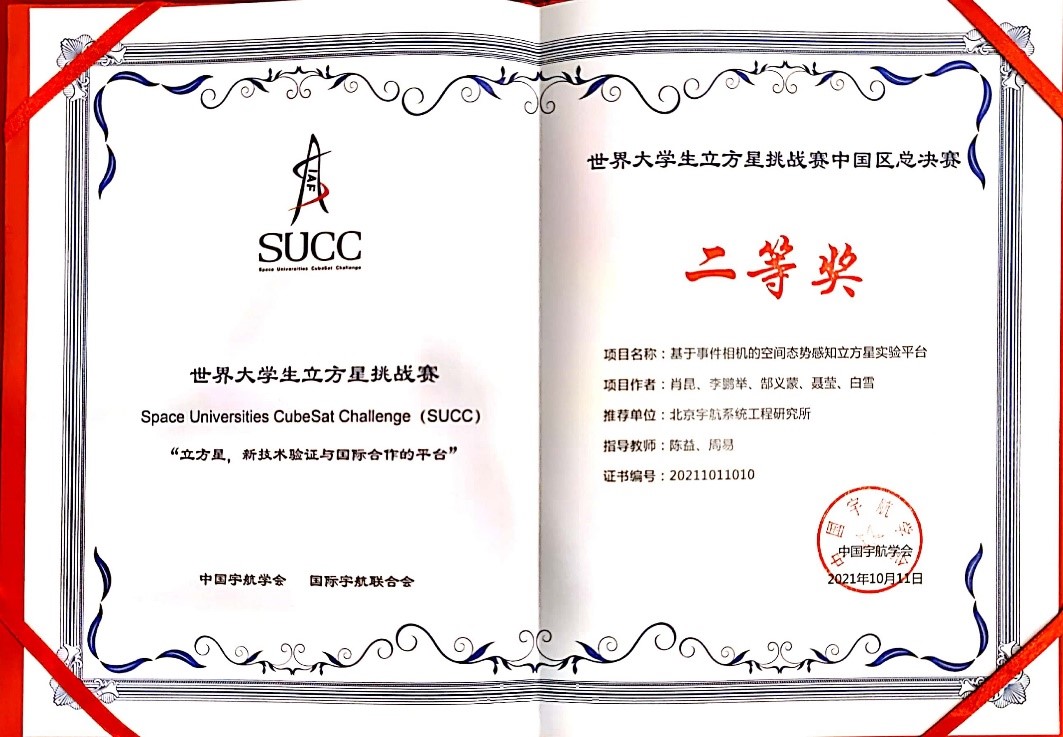 IAF
SUCC
Space Universities CubeSat Challenge
世界大学生立方星挑战赛
Space Universities CubeSat Challenge（SUCC）
“立方星，新技术验证与国际合作的平台”
中国宇航学会 国际宇航联合会
世界大学生立方星挑战赛中国区总决赛
二等奖
项目名称：基于事件相机的空间态势感知立方星实验平台
项目作者：肖昆、李鹏举、郜义蒙、聂莹、白雪
推荐单位：北京宇航系统工程研究所
指导教师：陈益、周易
证书编号：20211011010
中国宇航学会
中国宇航学会
2021年10月11日